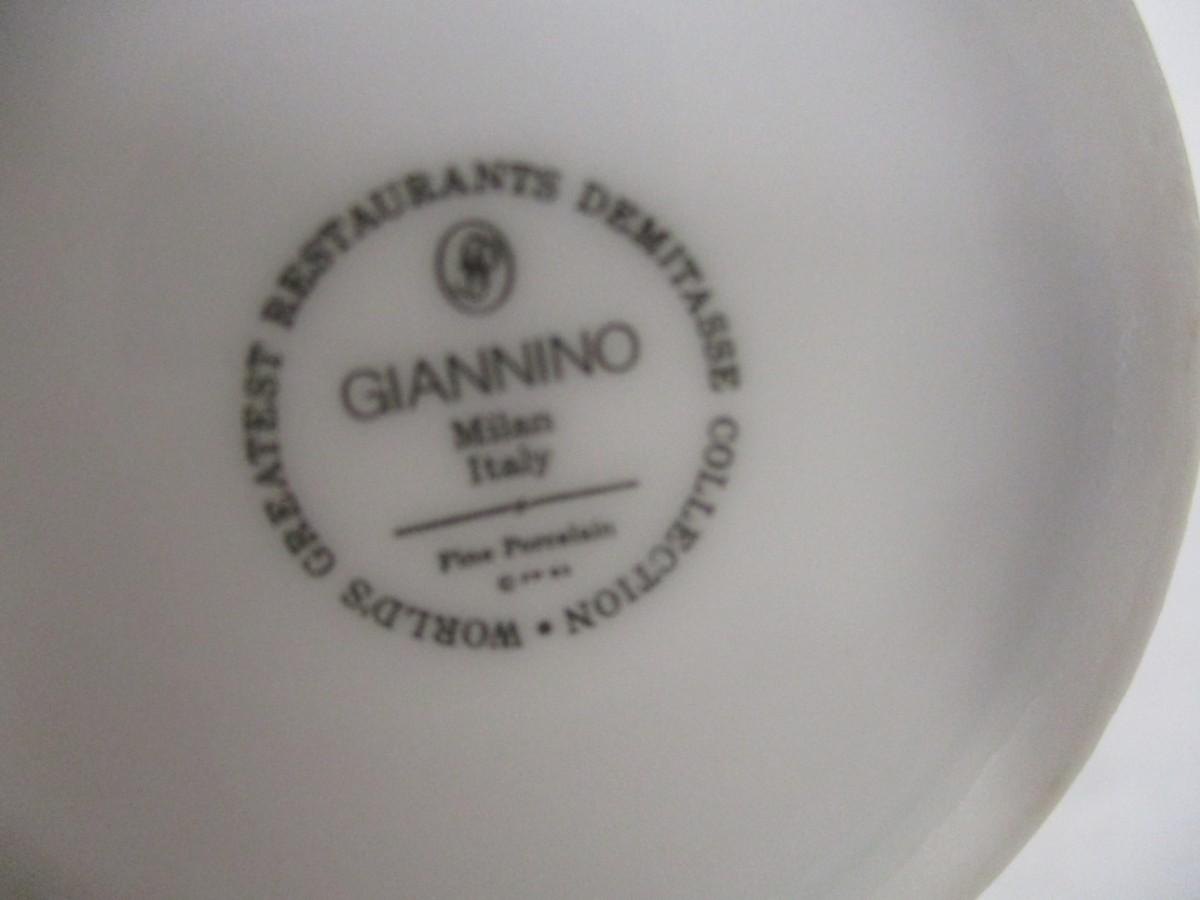 WORLD'S GREATEST RESTAURANTS DEMITASSE COLLECTION •
GIANNINO
Milan
Italy
Fine Porcelain
©